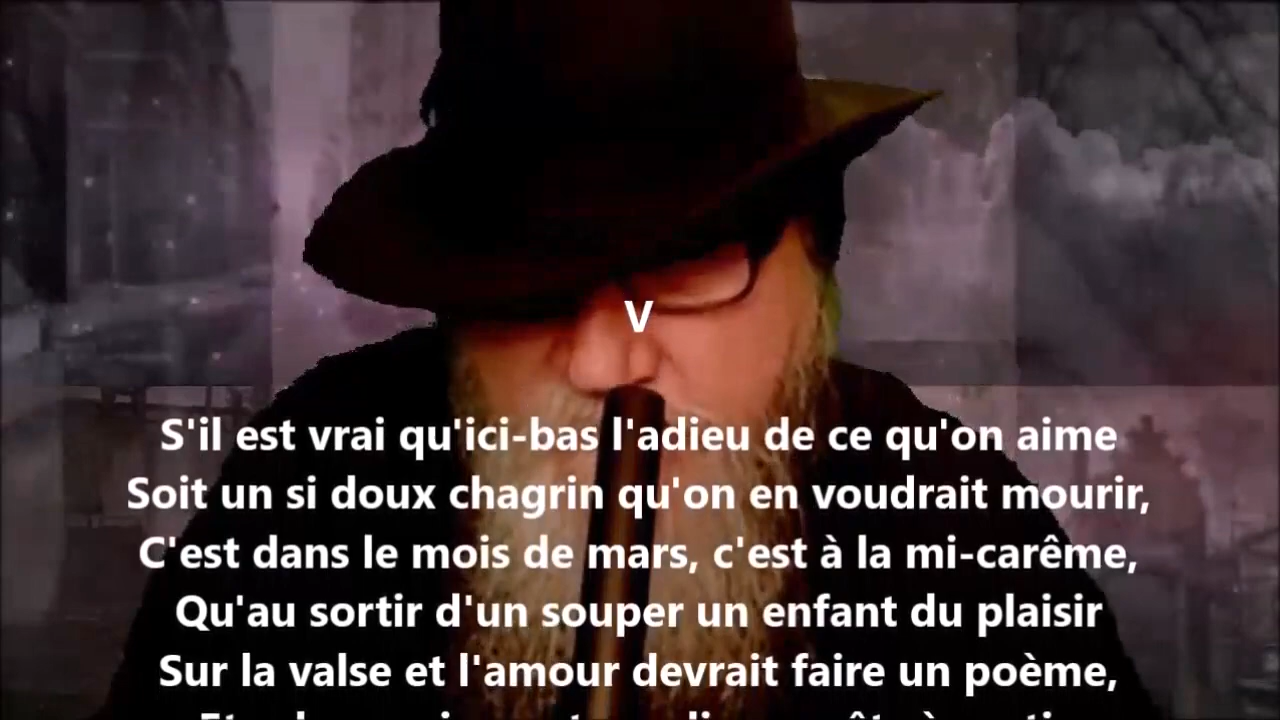 V
S'il est vrai qu'ici-bas l'adieu de ce qu'on aime
Soit un si doux chagrin qu'on en voudrait mourir,
C'est dans le mois de mars, c'est à la mi-carême,
Qu'au sortir d'un souper un enfant du plaisir
Sur la valse et l'amour devrait faire un poème,